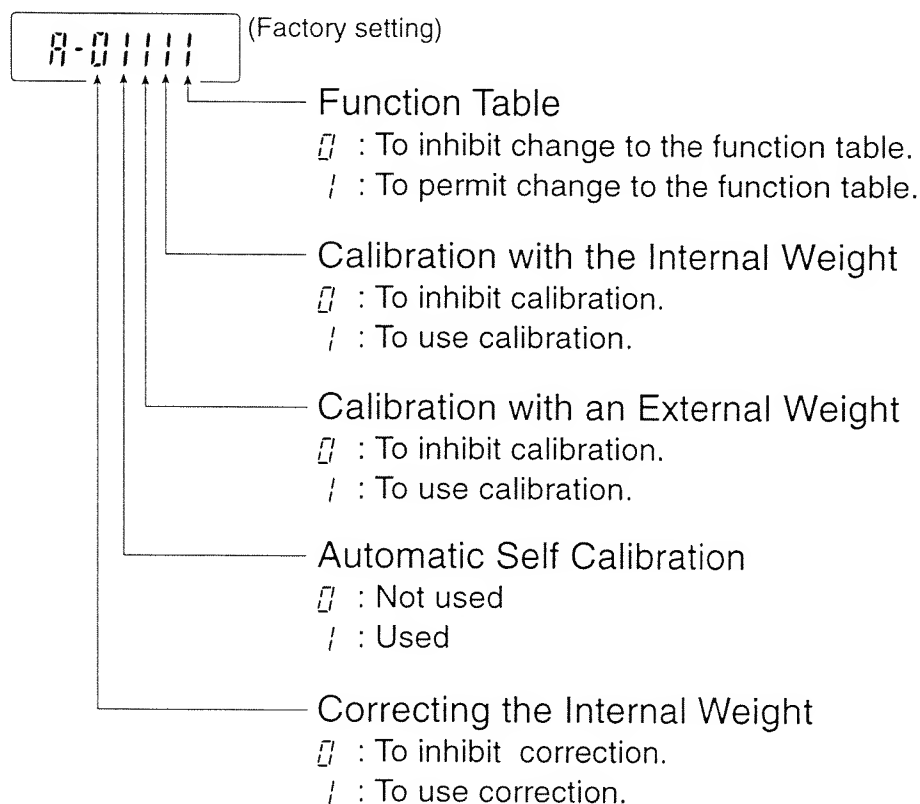 A-01111 (Factory setting)
Function Table
0 : To inhibit change to the function table.
1 : To permit change to the function table.
Calibration with the Internal Weight
0 : To inhibit calibration.
1 : To use calibration.
Calibration with an External Weight
0 : To inhibit calibration.
1 : To use calibration.
Automatic Self Calibration
0 : Not used
1 : Used
Correcting the Internal Weight
0 : To inhibit correction.
1 : To use correction.